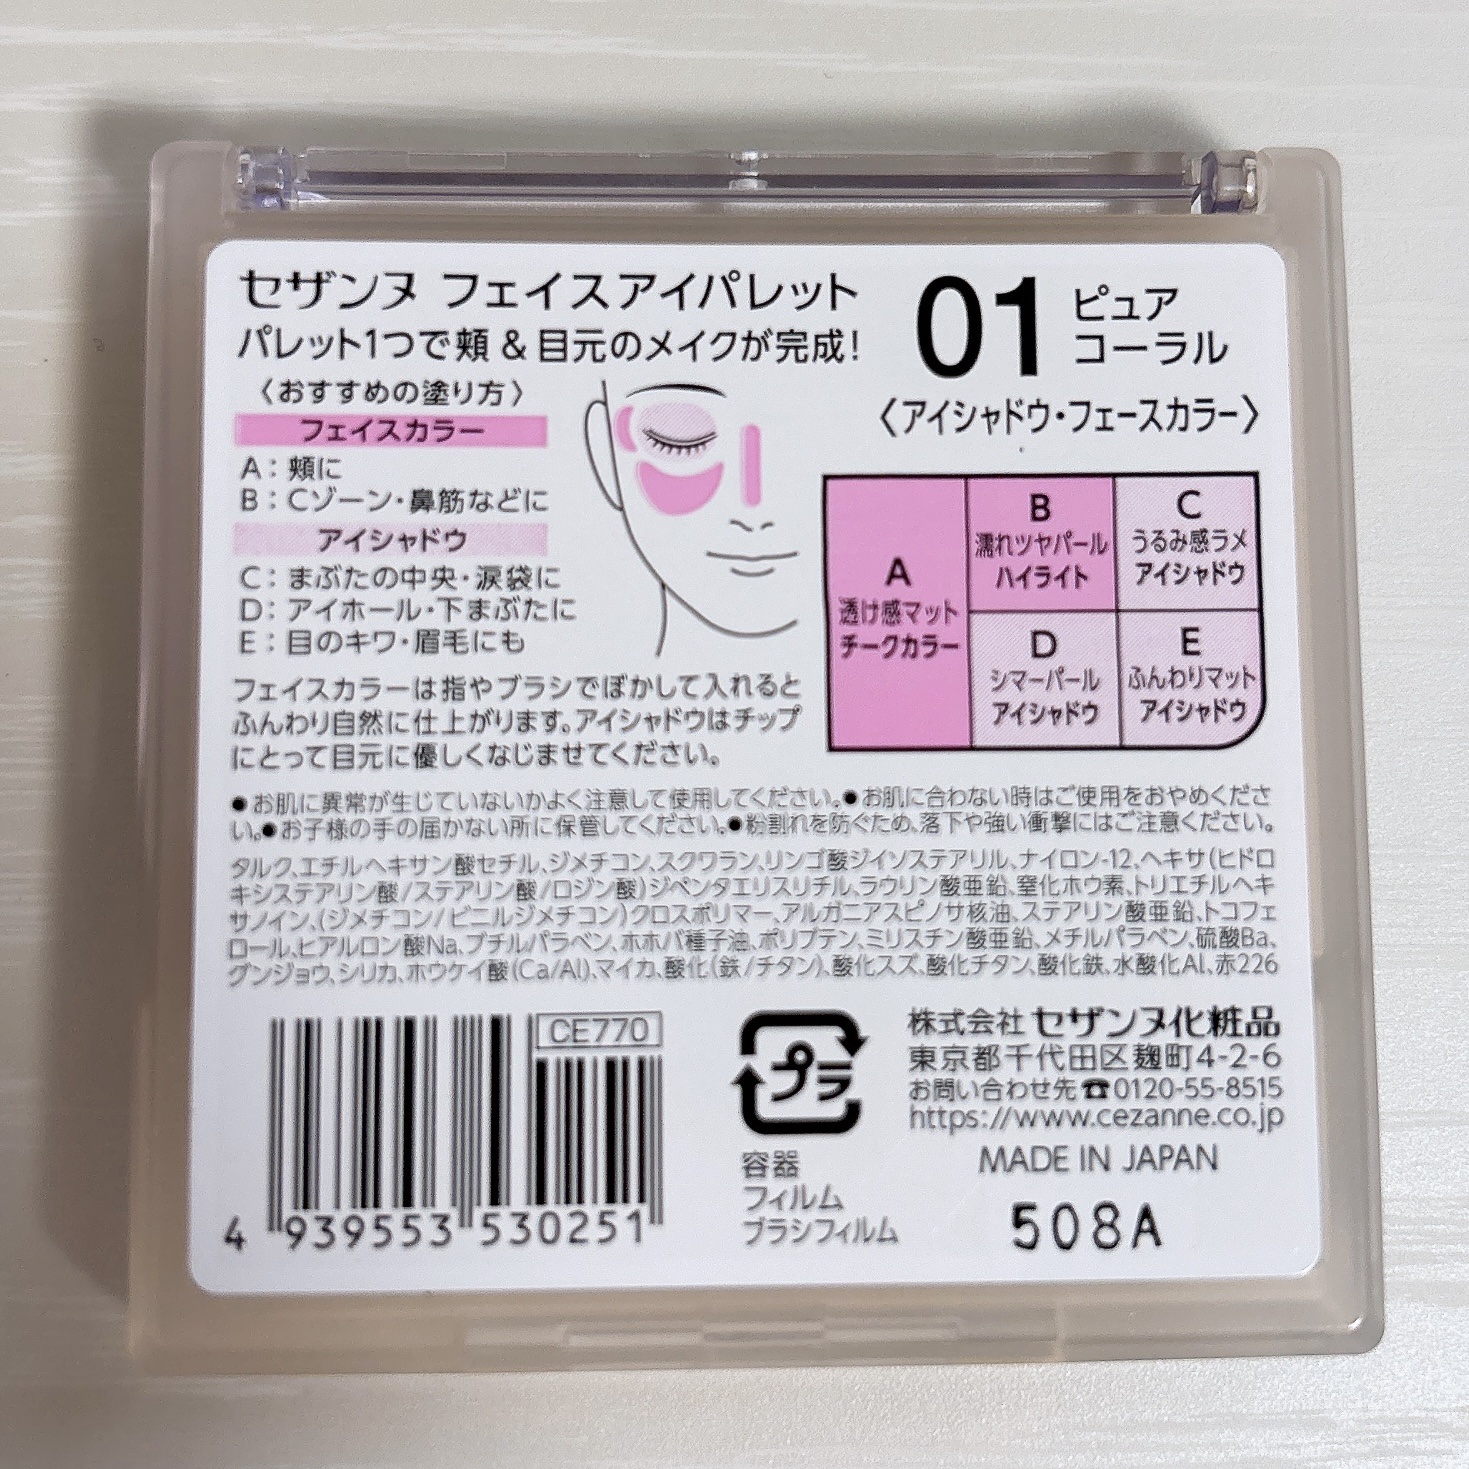 セザンヌ フェイスアイパレット
パレット1つで頬 & 目元のメイクが完成!
01 ピュア
コーラル
〈アイシャドウ・フェースカラー〉
〈おすすめの塗り方〉
フェイスカラー
A: 頬に
B: Cゾーン・鼻筋などに
アイシャドウ
C: まぶたの中央・涙袋に
D: アイホール・下まぶたに
E: 目のキワ・眉毛にも
A
透け感マット
チークカラー
B
濡れツヤパール
ハイライト
C
うるみ感ラメ
アイシャドウ
D
シマーパール
アイシャドウ
E
ふんわりマット
アイシャドウ
フェイスカラーは指やブラシでぼかして入れると
ふんわり自然に仕上がります。アイシャドウはチップ
にとって目元に優しくなじませてください。
●お肌に異常が生じていないかよく注意して使用してください。●お肌に合わない時はご使用をおやめくださ
い。●お子様の手の届かない所に保管してください。●粉割れを防ぐため、落下や強い衝撃にはご注意ください。
タルク、エチルヘキサン酸セチル、ジメチコン、スクワラン、リンゴ酸ジイソステアリル、ナイロン-12、ヘキサ(ヒドロ
キシステアリン酸/ステアリン酸/ロジン酸)ジペンタエリスリチル、ラウリン酸亜鉛、窒化ホウ素、トリエチルヘキ
サノイン、(ジメチコン/ビニルジメチコン)クロスポリマー、アルガニアスピノサ核油、ステアリン酸亜鉛、トコフェ
ロール、ヒアルロン酸Na、ブチルパラベン、ホホバ種子油、ポリブテン、ミリスチン酸亜鉛、メチルパラベン、硫酸Ba、
グンジョウ、シリカ、ホウケイ酸(Ca/Al)、マイカ、酸化(鉄/チタン)、酸化スズ、酸化チタン、酸化鉄、水酸化Al、赤226
CE770
4 939553 530251
プラ
容器
フィルム
ブラシフィルム
株式会社 セザンヌ化粧品
東京都千代田区麹町4-2-6
お問い合わせ先☎0120-55-8515
https://www.cezanne.co.jp
MADE IN JAPAN
508A